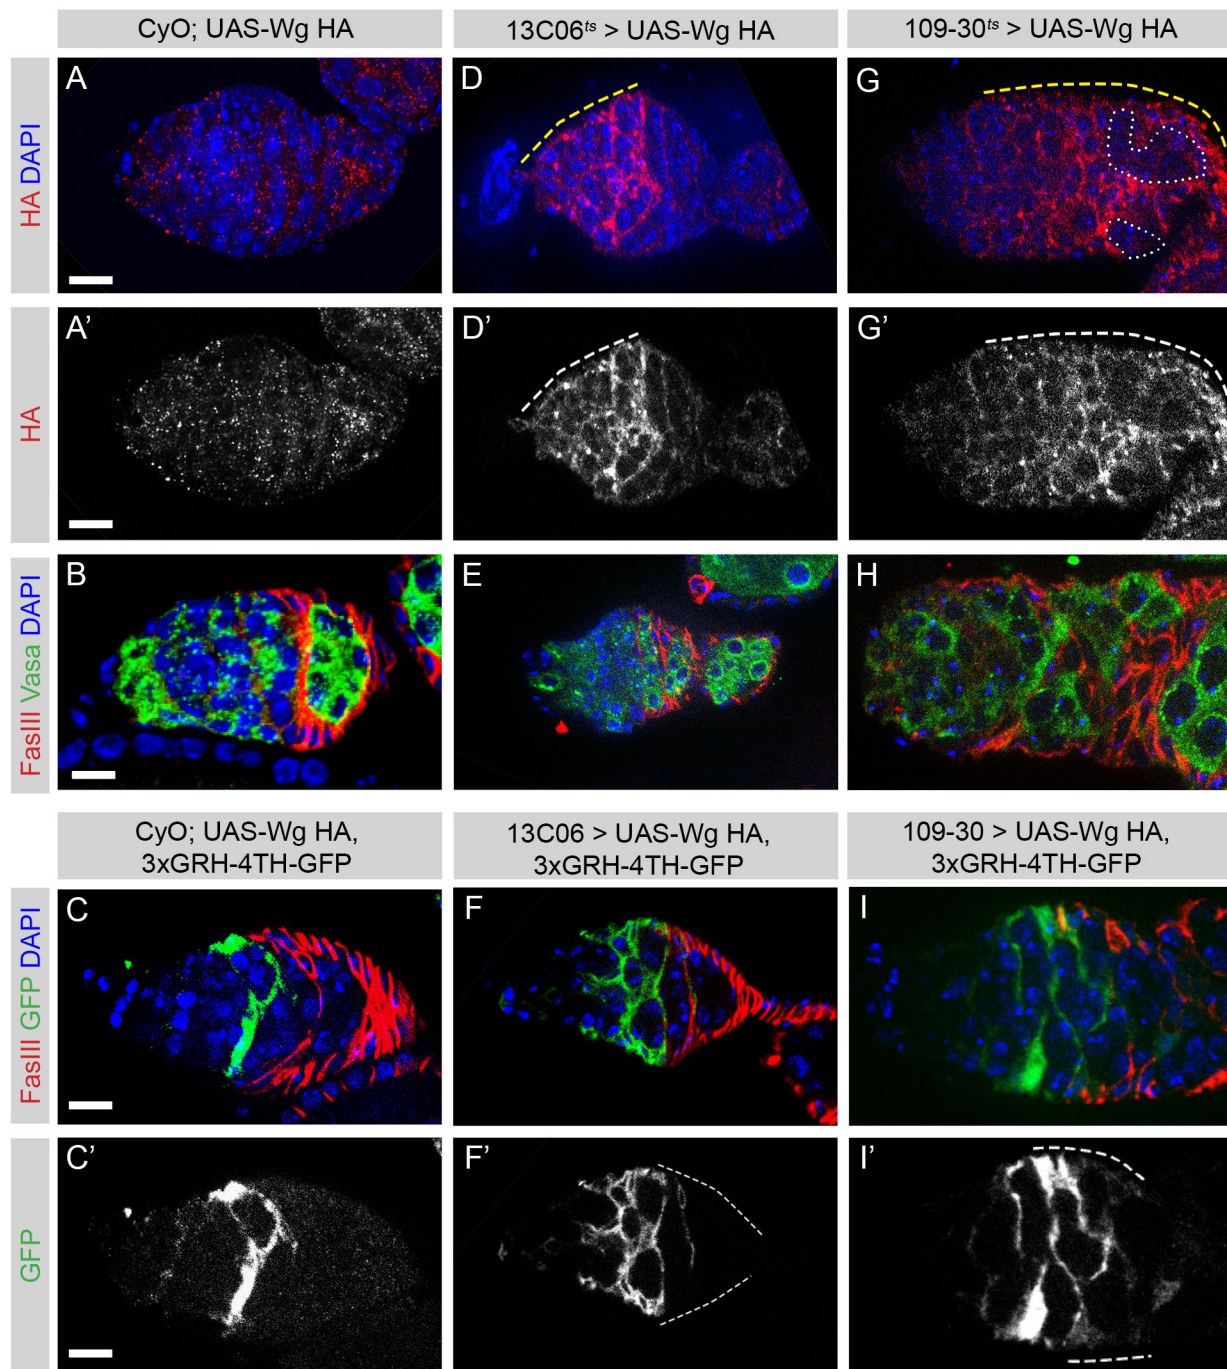 CyO; UAS-Wg HA
13C06ts > UAS-Wg HA
109-30ts > UAS-Wg HA
HA DAPI
A
D
G
HA
A'
D'
G'
FasIII Vasa DAPI
B
E
H
CyO; UAS-Wg HA,
3xGRH-4TH-GFP
13C06 > UAS-Wg HA,
3xGRH-4TH-GFP
109-30 > UAS-Wg HA,
3xGRH-4TH-GFP
FasIII GFP DAPI
C
F
I
GFP
C'
F'
I'